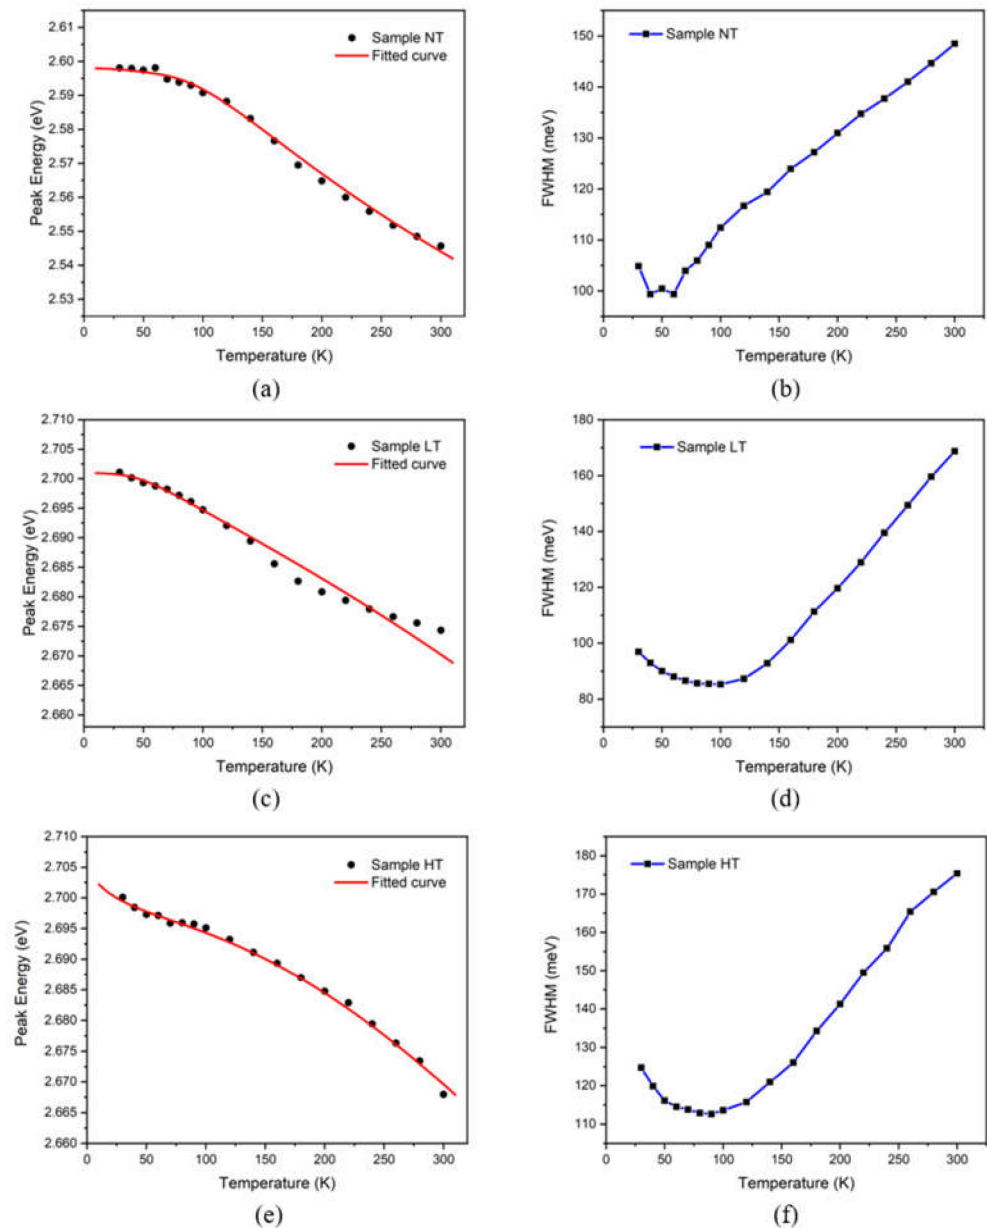 2.61
2.60
2.59
2.58
2.57
2.56
2.55
2.54
2.53
Peak Energy (eV)
Sample NT
Fitted curve
0 50 100 150 200 250 300
Temperature (K)
(a)
150
140
130
120
110
100
FWHM (meV)
Sample NT
0 50 100 150 200 250 300
Temperature (K)
(b)
2.710
2.705
2.700
2.695
2.690
2.685
2.680
2.675
2.670
2.665
2.660
Peak Energy (eV)
Sample LT
Fitted curve
0 50 100 150 200 250 300
Temperature (K)
(c)
180
160
140
120
100
80
FWHM (meV)
Sample LT
0 50 100 150 200 250 300
Temperature (K)
(d)
2.710
2.705
2.700
2.695
2.690
2.685
2.680
2.675
2.670
2.665
2.660
Peak Energy (eV)
Sample HT
Fitted curve
0 50 100 150 200 250 300
Temperature (K)
(e)
180
170
160
150
140
130
120
110
FWHM (meV)
Sample HT
0 50 100 150 200 250 300
Temperature (K)
(f)